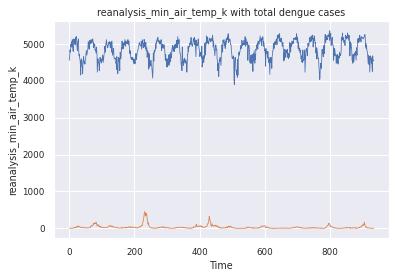 reanalysis_min_air_temp_k with total dengue cases
reanalysis_min_air_temp_k
5000
4000
3000
2000
1000
0
0 200 400 600 800
Time